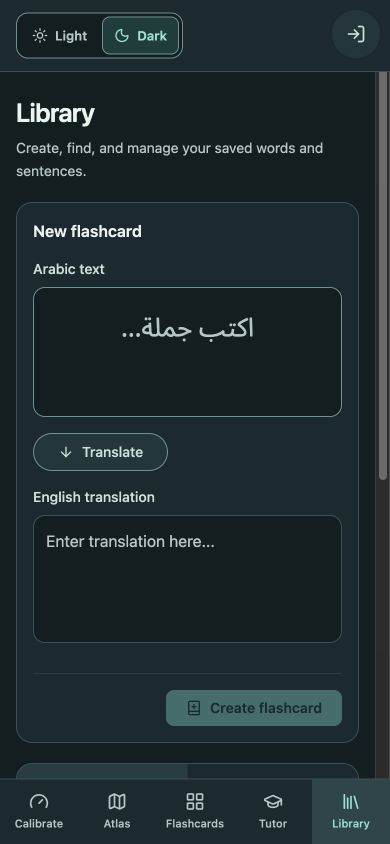 Light
Dark
Library
Create, find, and manage your saved words and
sentences.
New flashcard
Arabic text
اكتب جملة...
Translate
English translation
Enter translation here...
Create flashcard
Calibrate
Atlas
Flashcards
Tutor
Library